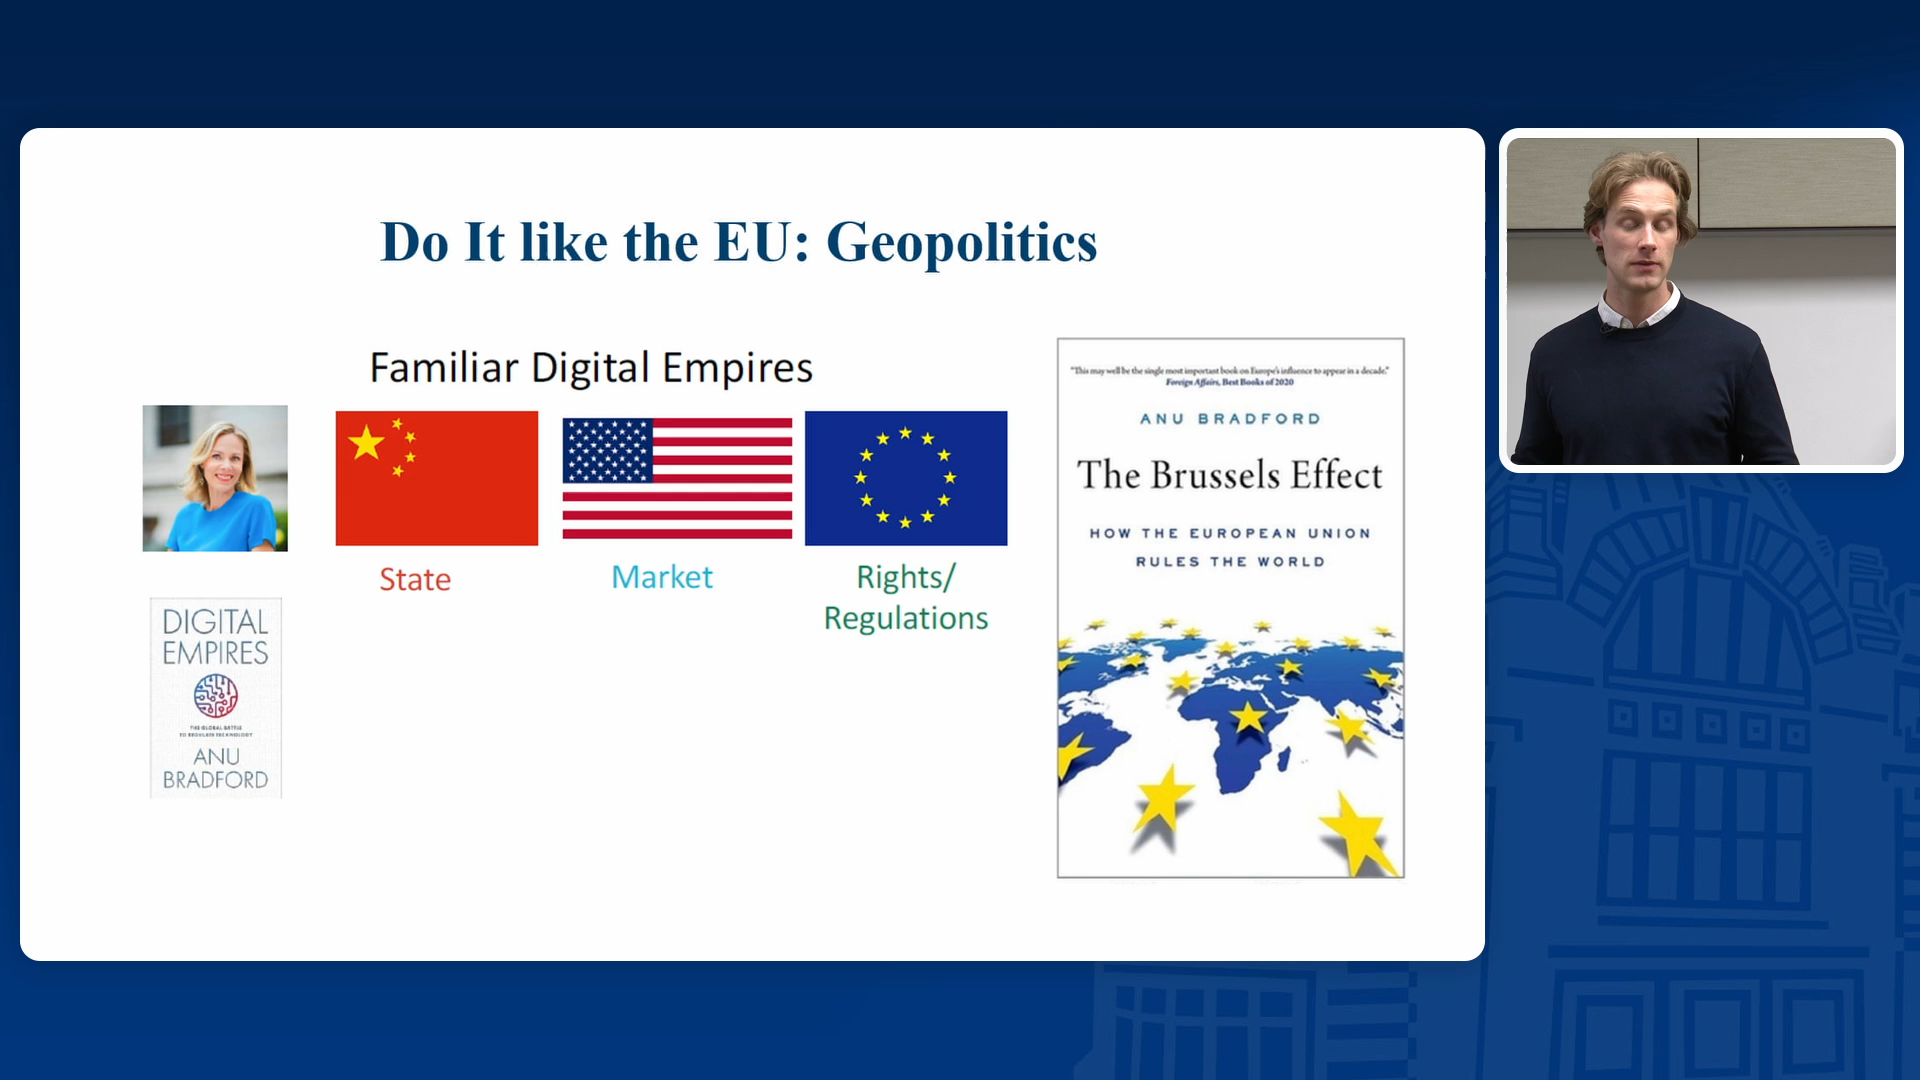 Do It like the EU: Geopolitics
Familiar Digital Empires
State
Market
Rights/
Regulations
DIGITAL
EMPIRES
THE GLOBAL BATTLE
TO REGULATE TECHNOLOGY
ANU
BRADFORD
"This may well be the single most important book on Europe's influence to appear in a decade."
Foreign Affairs, Best Books of 2020
ANU BRADFORD
The Brussels Effect
HOW THE EUROPEAN UNION
RULES THE WORLD